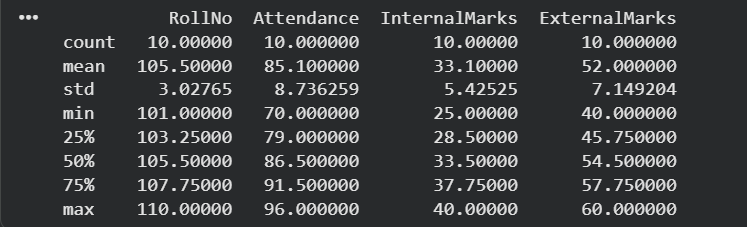 ••• RollNo Attendance InternalMarks ExternalMarks
count 10.00000 10.000000 10.00000 10.000000
mean 105.50000 85.100000 33.10000 52.000000
std 3.02765 8.736259 5.42525 7.149204
min 101.00000 70.000000 25.00000 40.000000
25% 103.25000 79.000000 28.50000 45.750000
50% 105.50000 86.500000 33.50000 54.500000
75% 107.75000 91.500000 37.75000 57.750000
max 110.00000 96.000000 40.00000 60.000000